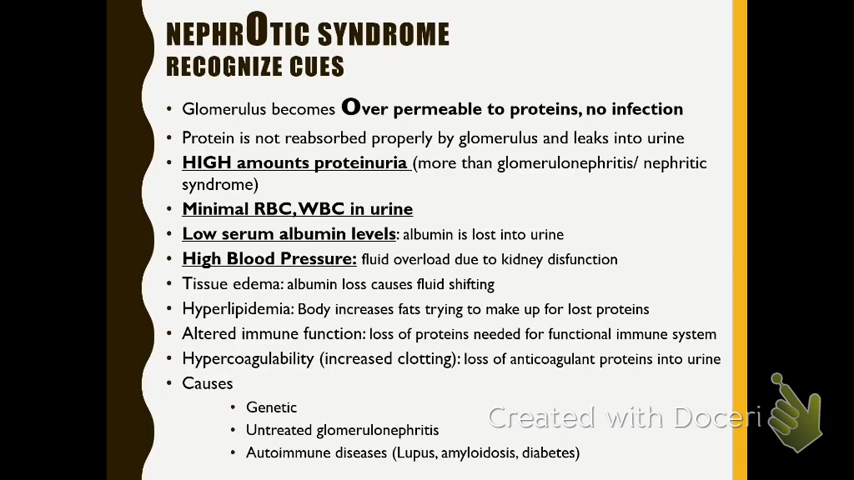 NEPHROTIC SYNDROME
RECOGNIZE CUES
• Glomerulus becomes Over permeable to proteins, no infection
• Protein is not reabsorbed properly by glomerulus and leaks into urine
• HIGH amounts proteinuria (more than glomerulonephritis/ nephritic
syndrome)
• Minimal RBC, WBC in urine
• Low serum albumin levels: albumin is lost into urine
• High Blood Pressure: fluid overload due to kidney disfunction
• Tissue edema: albumin loss causes fluid shifting
• Hyperlipidemia: Body increases fats trying to make up for lost proteins
• Altered immune function: loss of proteins needed for functional immune system
• Hypercoagulability (increased clotting): loss of anticoagulant proteins into urine
• Causes
• Genetic
• Untreated glomerulonephritis
• Autoimmune diseases (Lupus, amyloidosis, diabetes)
Created with Doceri